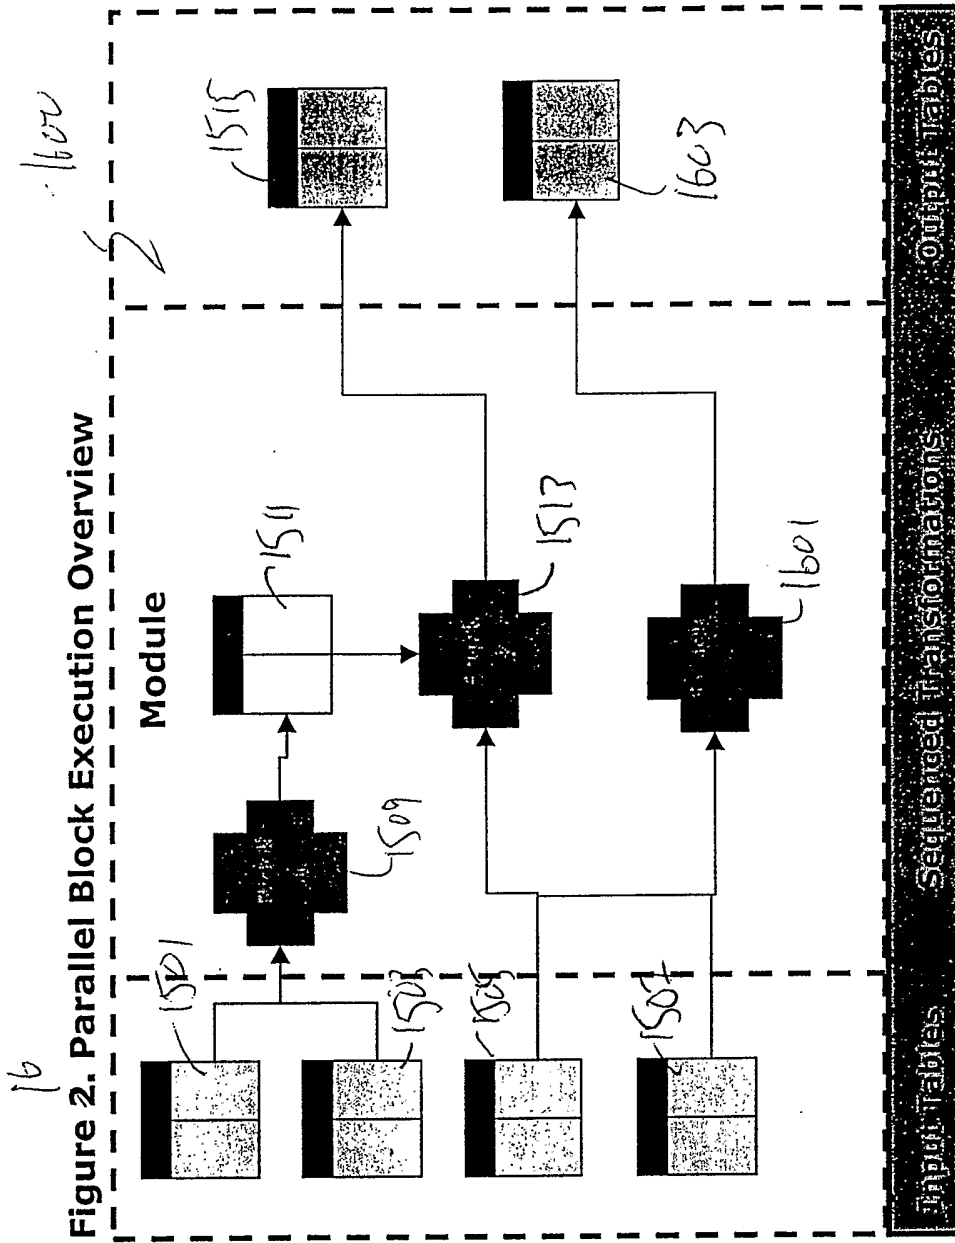 16
1600
Figure 2. Parallel Block Execution Overview
Module
1501
1503
1505
1507
1509
1511
1513
1601
1515
1603
Input Tables
Sequenced Transformations
Output Tables